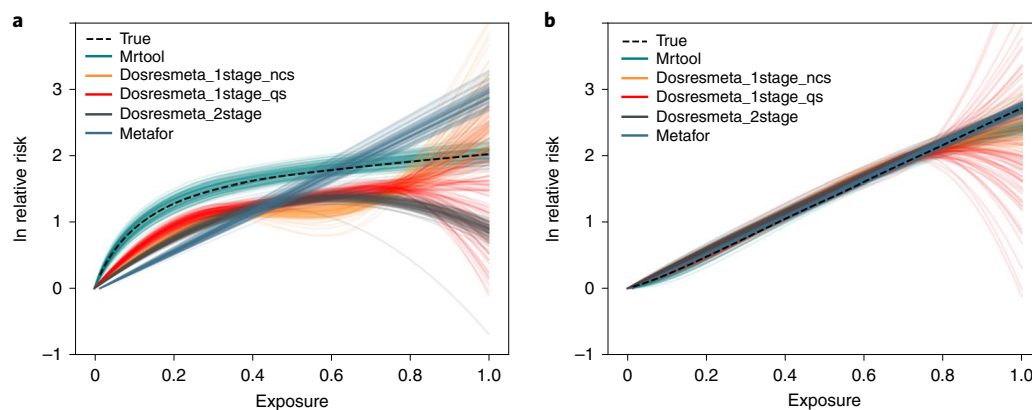 a
True
Mrtool
Dosresmeta_1stage_ncs
Dosresmeta_1stage_qs
Dosresmeta_2stage
Metafor
3
2
1
0
–1
ln relative risk
0
0.2
0.4
0.6
0.8
1.0
Exposure
b
True
Mrtool
Dosresmeta_1stage_ncs
Dosresmeta_1stage_qs
Dosresmeta_2stage
Metafor
3
2
1
0
–1
ln relative risk
0
0.2
0.4
0.6
0.8
1.0
Exposure